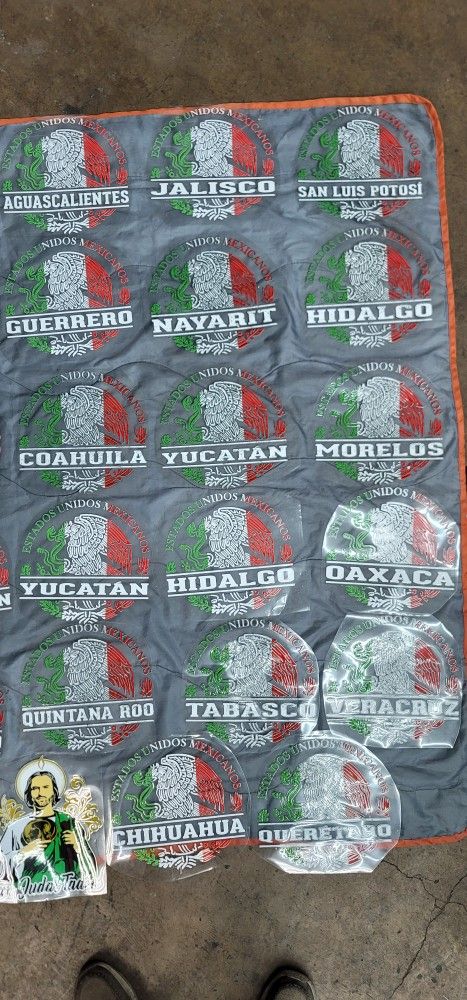 ESTADOS UNIDOS MEXICANOS
AGUASCALIENTES
ESTADOS UNIDOS MEXICANOS
JALISCO
ESTADOS UNIDOS MEXICANOS
SAN LUIS POTOSÍ
ESTADOS UNIDOS MEXICANOS
GUERRERO
ESTADOS UNIDOS MEXICANOS
NAYARIT
ESTADOS UNIDOS MEXICANOS
HIDALGO
ESTADOS UNIDOS MEXICANOS
COAHUILA
ESTADOS UNIDOS MEXICANOS
YUCATAN
ESTADOS UNIDOS MEXICANOS
MORELOS
ESTADOS UNIDOS MEXICANOS
YUCATAN
ESTADOS UNIDOS MEXICANOS
HIDALGO
ESTADOS UNIDOS MEXICANOS
OAXACA
ESTADOS UNIDOS MEXICANOS
QUINTANA ROO
ESTADOS UNIDOS MEXICANOS
TABASCO
ESTADOS UNIDOS MEXICANOS
VERACRUZ
ESTADOS UNIDOS MEXICANOS
CHIHUAHUA
ESTADOS UNIDOS MEXICANOS
QUERÉTARO
Judas